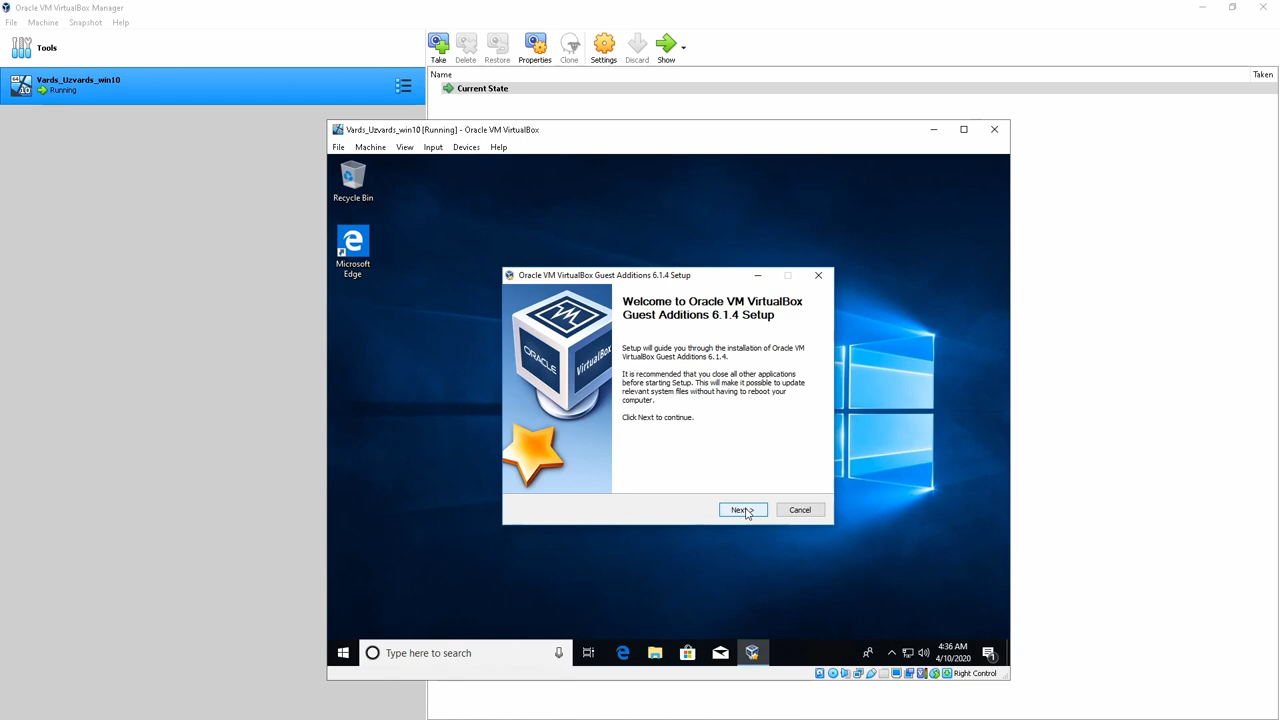 Oracle VM VirtualBox Manager
File Machine Snapshot Help
Tools
Take Delete Restore Properties Clone Settings Discard Show
Vards_Uzvards_win10
Running
Name Taken
Current State
Vards_Uzvards_win10 [Running] - Oracle VM VirtualBox
File Machine View Input Devices Help
Recycle Bin
Microsoft
Edge
Oracle VM VirtualBox Guest Additions 6.1.4 Setup
Welcome to Oracle VM VirtualBox
Guest Additions 6.1.4 Setup
Setup will guide you through the installation of Oracle VM
VirtualBox Guest Additions 6.1.4.
It is recommended that you close all other applications
before starting Setup. This will make it possible to update
relevant system files without having to reboot your
computer.
Click Next to continue.
VM
ORACLE
VirtualBox
Next > Cancel
Type here to search
4:36 AM
4/10/2020
1
Right Control